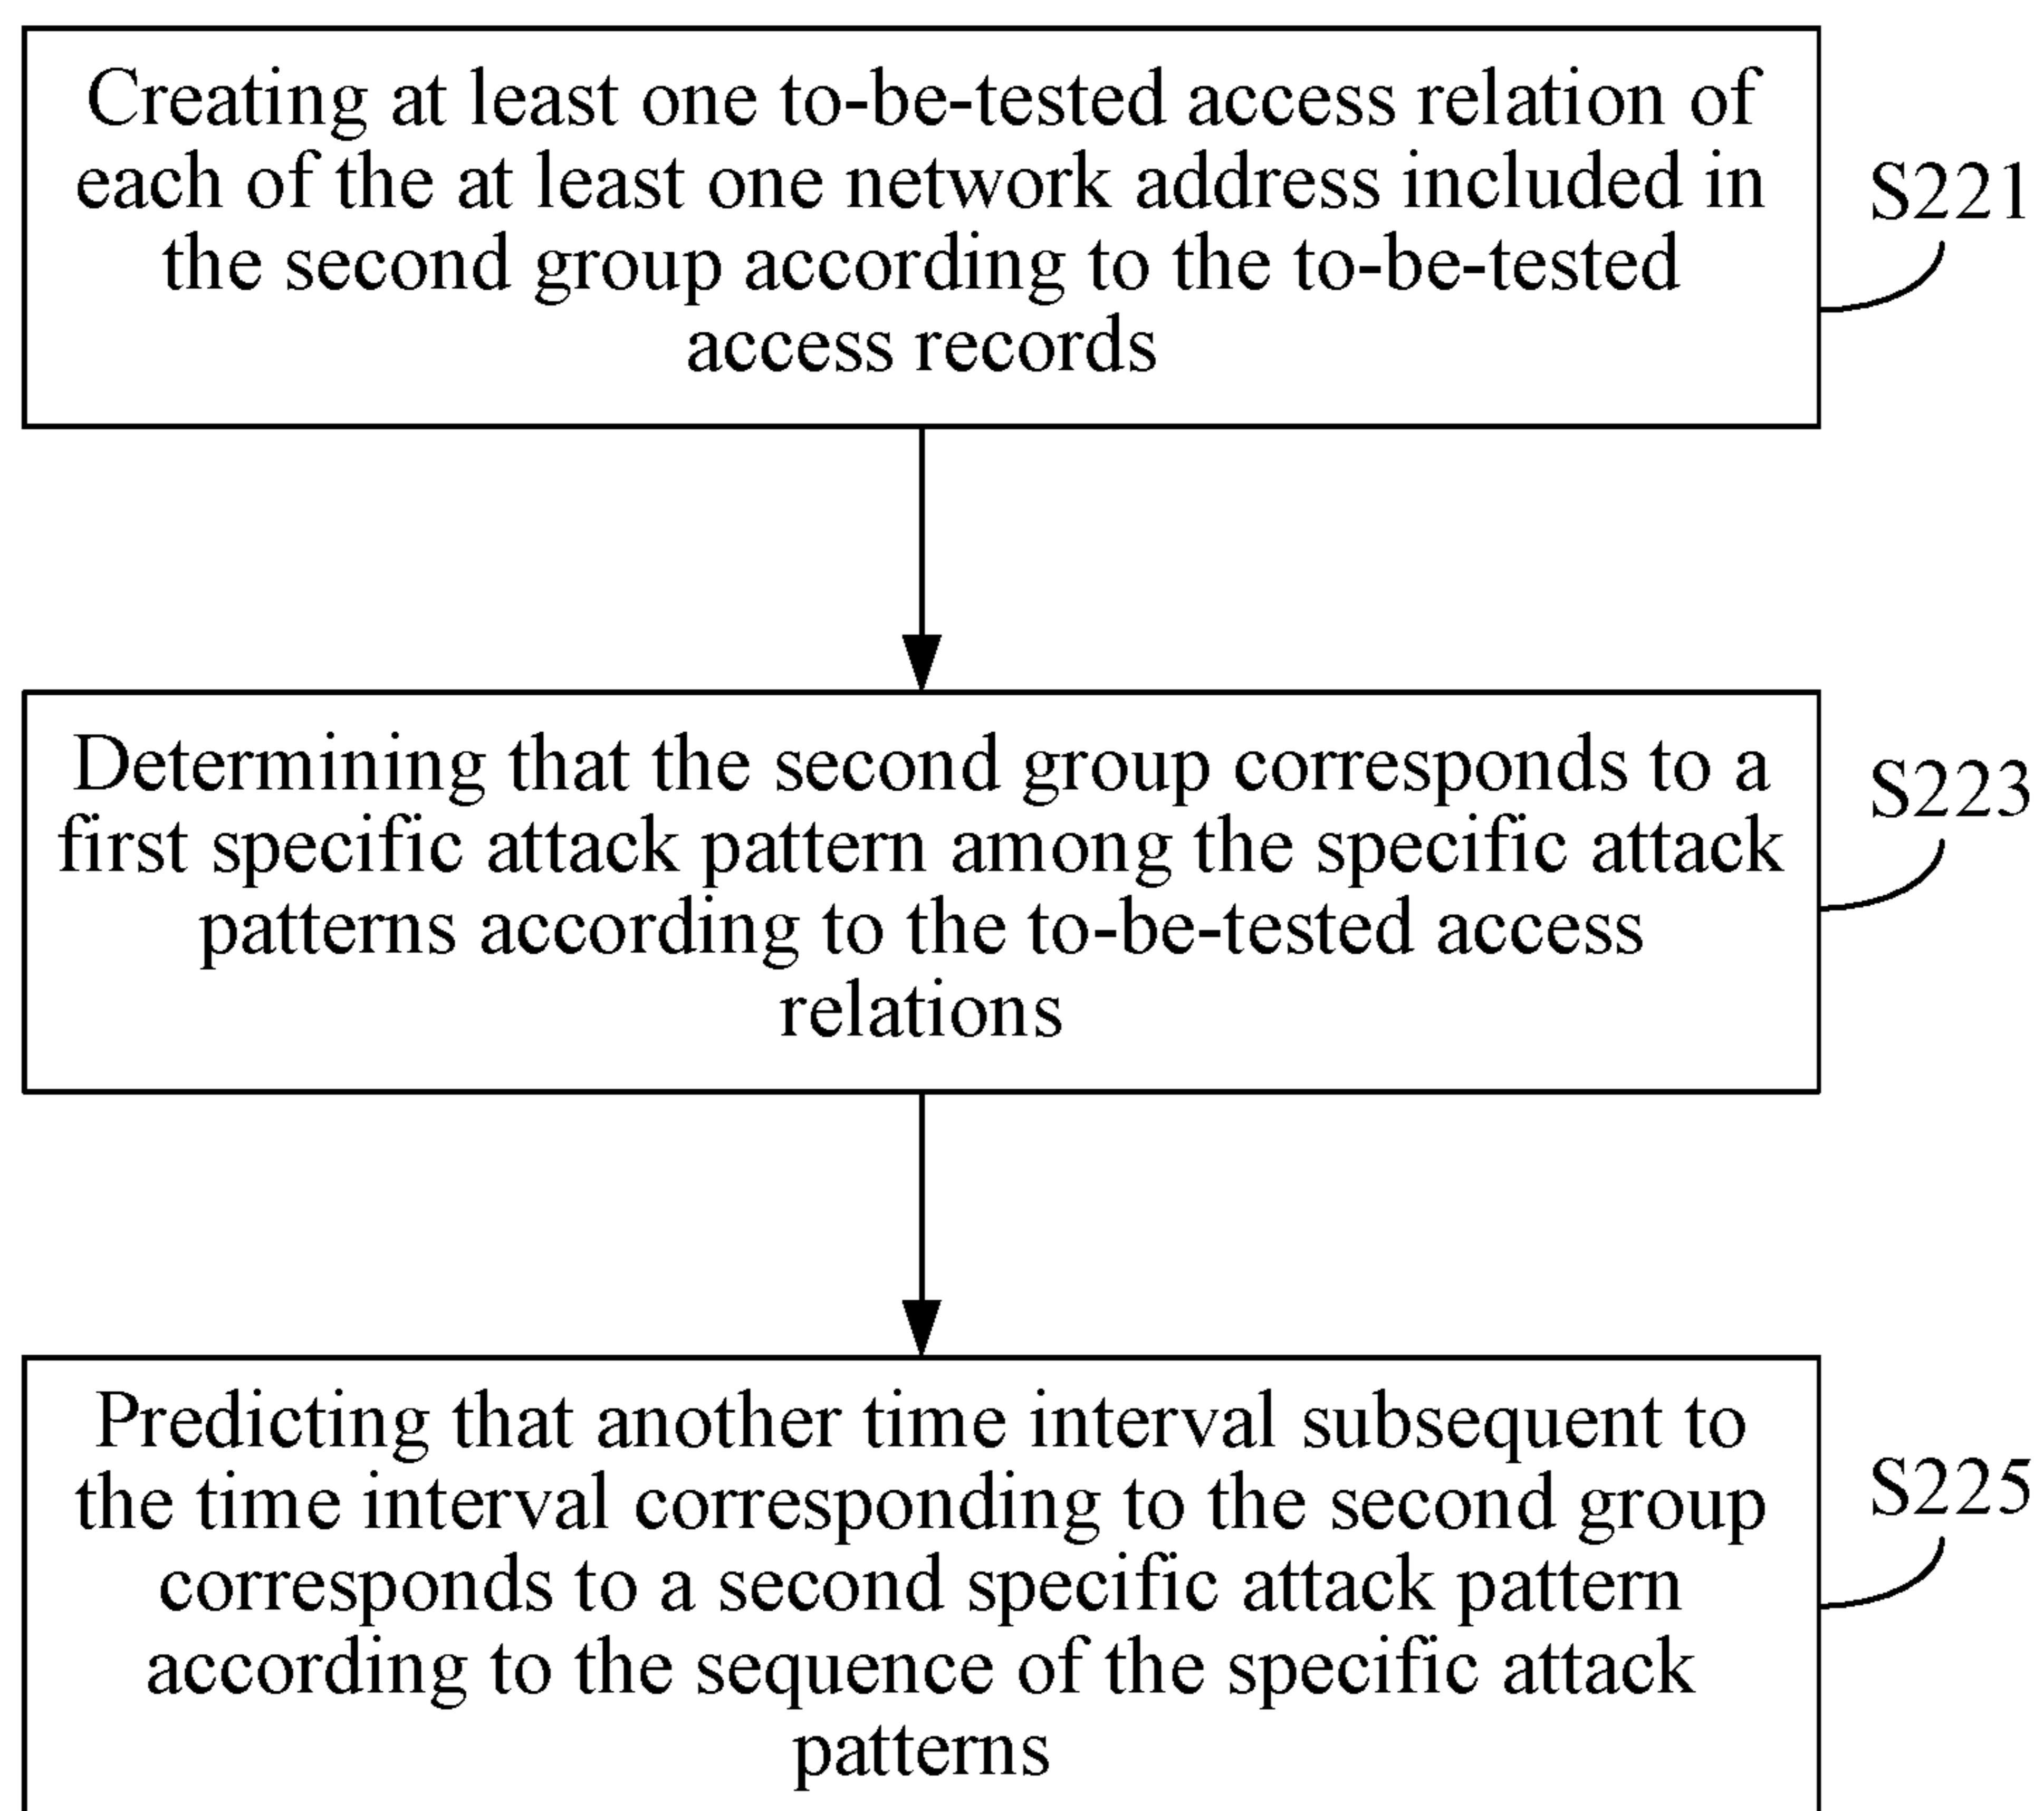 Creating at least one to-be-tested access relation of
each of the at least one network address included in
the second group according to the to-be-tested
access records
S221
Determining that the second group corresponds to a
first specific attack pattern among the specific attack
patterns according to the to-be-tested access
relations
S223
Predicting that another time interval subsequent to
the time interval corresponding to the second group
corresponds to a second specific attack pattern
according to the sequence of the specific attack
patterns
S225